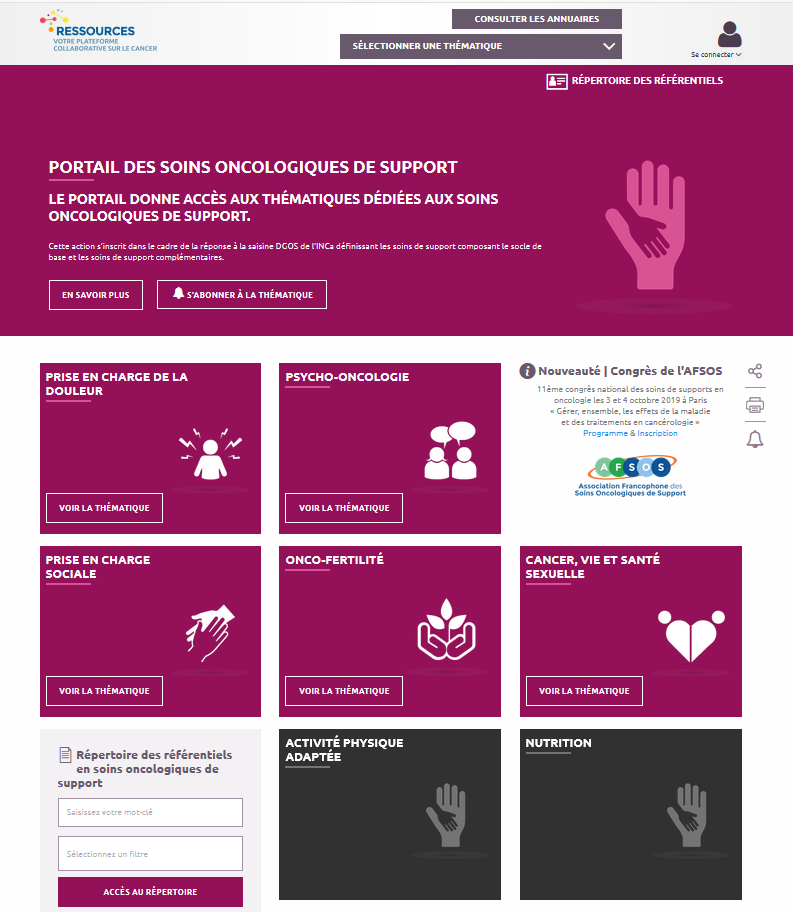 RESSOURCES
VOTRE PLATEFORME
COLLABORATIVE SUR LE CANCER
CONSULTER LES ANNUAIRES
SÉLECTIONNER UNE THÉMATIQUE
Se connecter
RÉPERTOIRE DES RÉFÉRENTIELS
PORTAIL DES SOINS ONCOLOGIQUES DE SUPPORT
LE PORTAIL DONNE ACCÈS AUX THÉMATIQUES DÉDIÉES AUX SOINS
ONCOLOGIQUES DE SUPPORT.
Cette action s'inscrit dans le cadre de la réponse à la saisine DGOS de l'INCa définissant les soins de support composant le socle de
base et les soins de support complémentaires.
EN SAVOIR PLUS
S'ABONNER À LA THÉMATIQUE
PRISE EN CHARGE DE LA
DOULEUR
VOIR LA THÉMATIQUE
PSYCHO-ONCOLOGIE
VOIR LA THÉMATIQUE
i Nouveauté | Congrès de l'AFSOS
11ème congrès national des soins de supports en
oncologie les 3 et 4 octobre 2019 à Paris
« Gérer, ensemble, les effets de la maladie
et des traitements en cancérologie »
Programme & Inscription
AFSOS
Association Francophone des
Soins Oncologiques de Support
PRISE EN CHARGE
SOCIALE
VOIR LA THÉMATIQUE
ONCO-FERTILITÉ
VOIR LA THÉMATIQUE
CANCER, VIE ET SANTÉ
SEXUELLE
VOIR LA THÉMATIQUE
Répertoire des référentiels
en soins oncologiques de
support
Saisissez votre mot-clé
Sélectionnez un filtre
ACCÈS AU RÉPERTOIRE
ACTIVITÉ PHYSIQUE
ADAPTÉE
NUTRITION